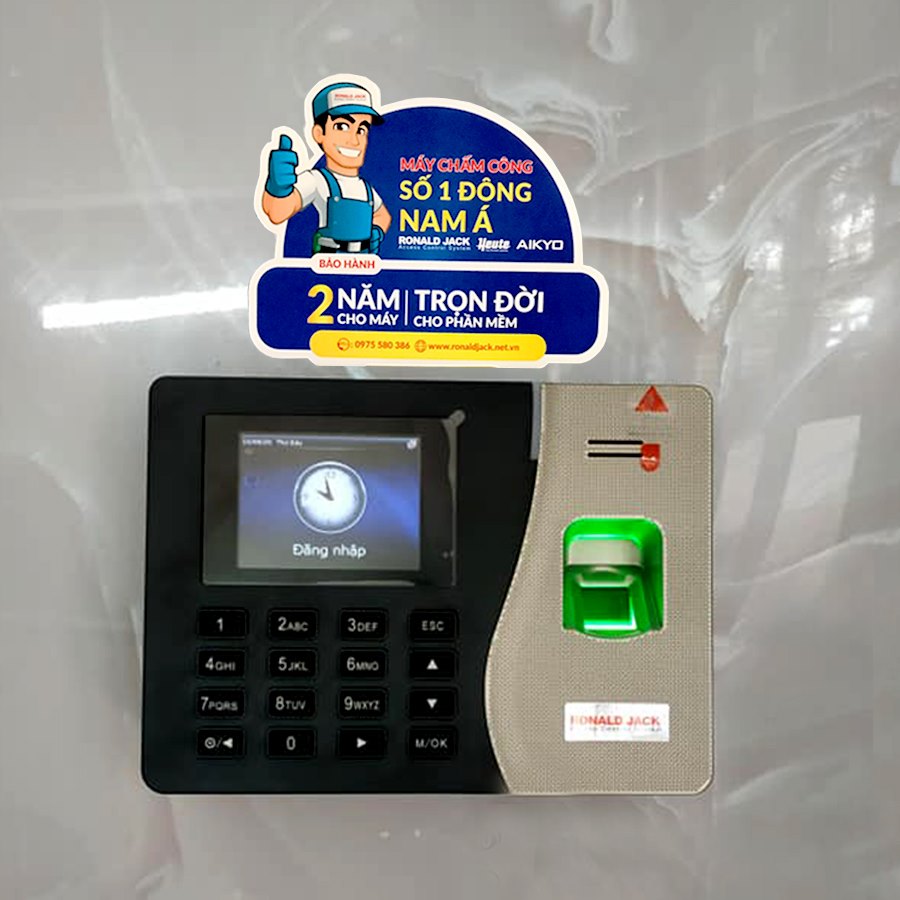 RONALD JACK
MÁY CHẤM CÔNG
SỐ 1 ĐÔNG
NAM Á
RONALD JACK Heute AIKYO
Access Control System
BẢO HÀNH
2 NĂM TRỌN ĐỜI
CHO MÁY CHO PHẦN MỀM
: 0975 580 386 www.ronaldjack.net.vn
Đăng nhập
1 2ABC 3DEF ESC
4GHI 5JKL 6MNO ▲
7PQRS 8TUV 9WXYZ ▼
/◀ 0 ▶ M/OK
RONALD JACK